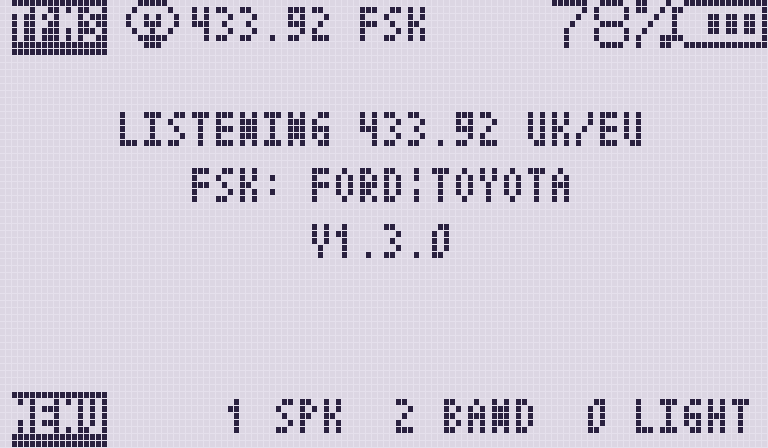 433.92 FSK 78%
LISTENING 433.92 UK/EU
FSK: FORD¦TOYOTA
V1.3.0
1 SPK 2 BAND 0 LIGHT